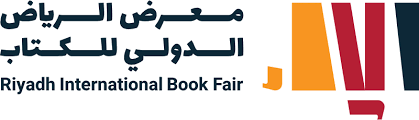 معرض الرياض
الدولي للكتاب
Riyadh International Book Fair